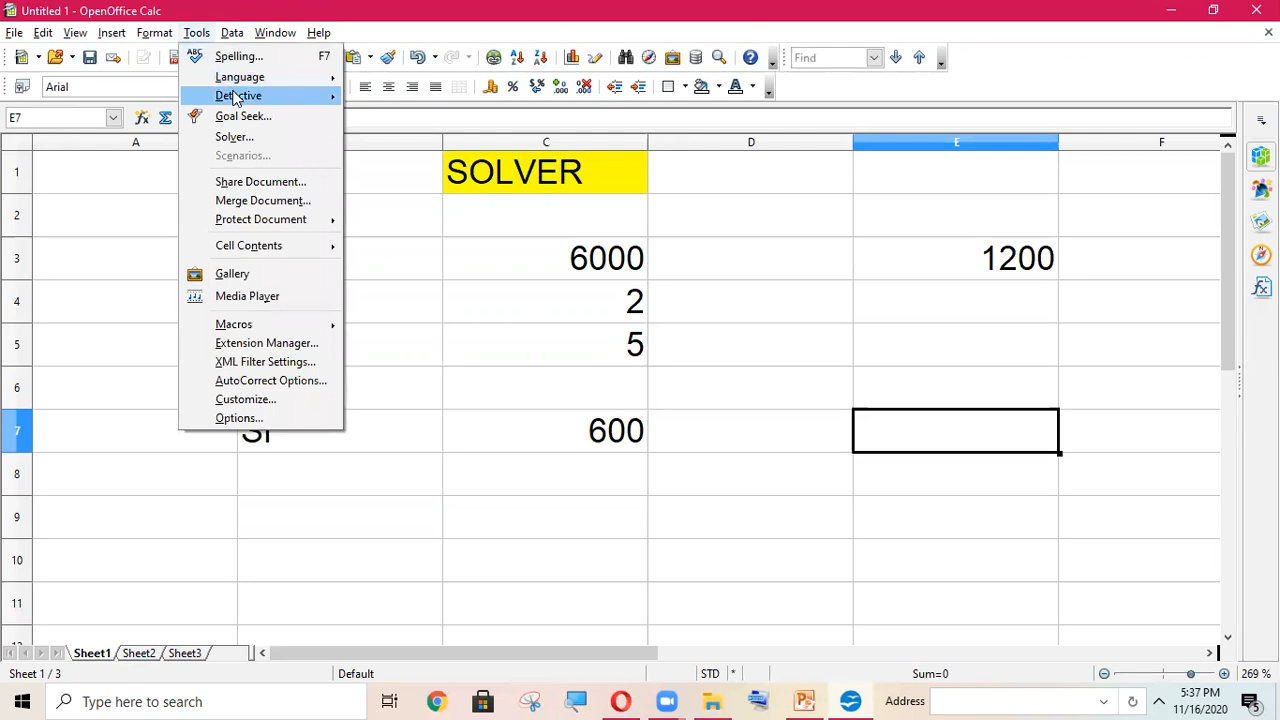 Untitled 1 - OpenOffice Calc
File Edit View Insert Format Tools Data Window Help
ABC Spelling... F7
Find
Language
Arial
Detective
E7
Goal Seek...
Solver...
Scenarios...
Share Document...
Merge Document...
Protect Document
Cell Contents
Gallery
Media Player
Macros
Extension Manager...
XML Filter Settings...
AutoCorrect Options...
Customize...
Options...
A C D E F
1 SOLVER
2
3 6000 1200
4 2
5 5
6
7 SI 600
8
9
10
11
Sheet1 Sheet2 Sheet3
Sheet 1 / 3 Default STD * Sum=0 269 %
Type here to search
Address
5:37 PM
11/16/2020
5